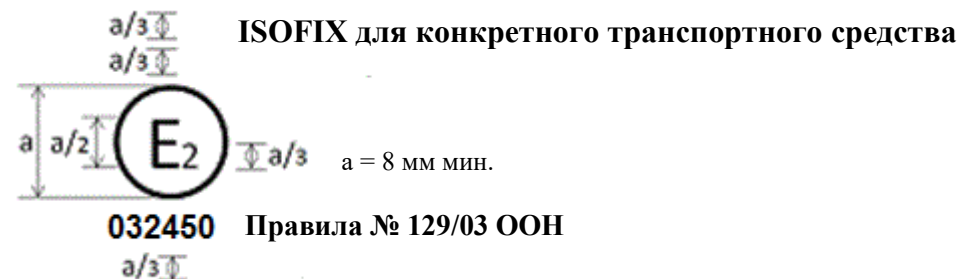 a/3 ISOFIX для конкретного транспортного средства
a/3
a a/2 E2 a/3 a = 8 мм мин.
032450 Правила № 129/03 ООН
a/3